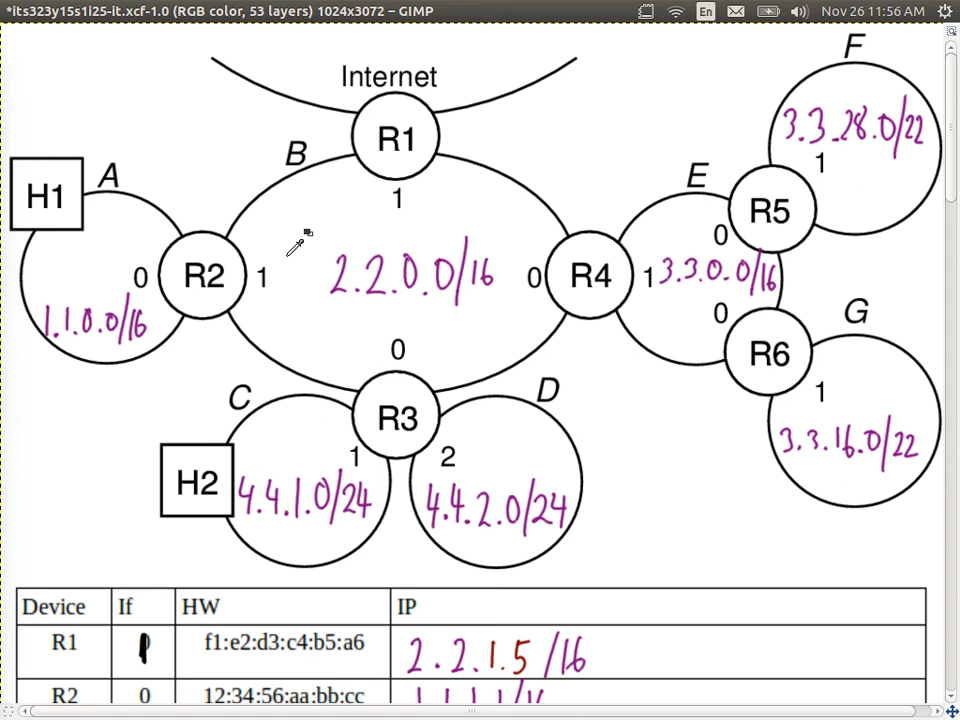 *its323y15s1i25-it.xcf-1.0 (RGB color, 53 layers) 1024x3072 – GIMP
En
Nov 26 11:56 AM
F
Internet
R1
1
3.3.28.0/22
1
B
A
H1
E
R5
0
0
R2
1
2.2.0.0/16
0
R4
1
3.3.0.0/16
1.1.0.0/16
0
G
R6
1
0
C
D
R3
1
2
3.3.16.0/22
H2
4.4.1.0/24
4.4.2.0/24
Device If HW IP
R1 f1:e2:d3:c4:b5:a6 2.2.1.5/16
R2 0 12:34:56:aa:bb:cc